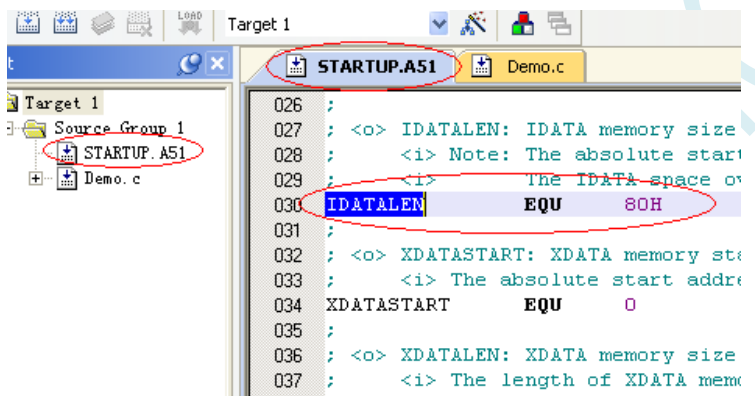 LOAD
Target 1
t
STARTUP.A51
Demo.c
Target 1
Source Group 1
STARTUP.A51
Demo.c
026 ;
027 ; <o> IDATALEN: IDATA memory size
028 ; <i> Note: The absolute start
029 ; <i> The IDATA space ov
030 IDATALEN EQU 80H
031 ;
032 ; <o> XDATASTART: XDATA memory sta
033 ; <i> The absolute start addre
034 XDATASTART EQU 0
035 ;
036 ; <o> XDATALEN: XDATA memory size
037 ; <i> The length of XDATA memo